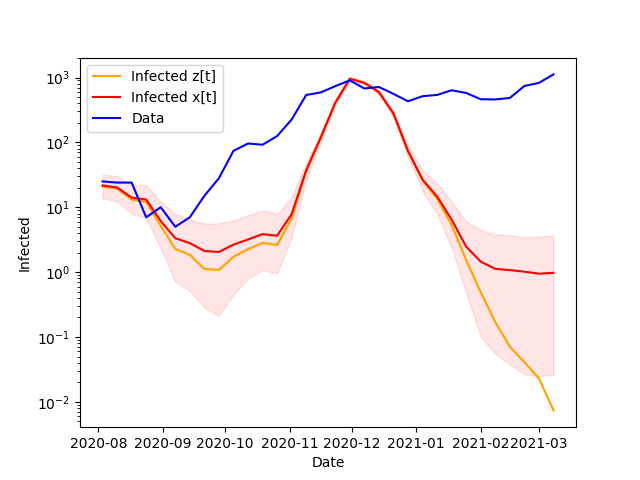 Infected z[t]
Infected x[t]
Data
10³
10²
10¹
10⁰
10⁻¹
10⁻²
Infected
2020-08
2020-09
2020-10
2020-11
2020-12
2021-01
2021-02
2021-03
Date